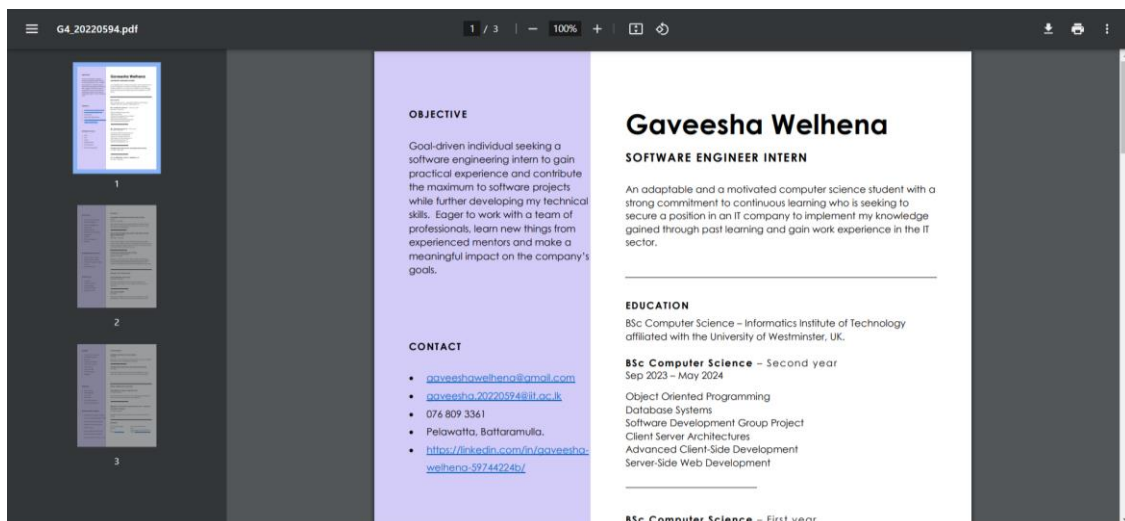 G4_20220594.pdf
1 / 3
100%
1
2
3
OBJECTIVE
Goal-driven individual seeking a
software engineering intern to gain
practical experience and contribute
the maximum to software projects
while further developing my technical
skills. Eager to work with a team of
professionals, learn new things from
experienced mentors and make a
meaningful impact on the company's
goals.
CONTACT
• gaveeshawelhena@gmail.com
• gaveesha.20220594@iit.ac.lk
• 076 809 3361
• Pelawatta, Battaramulla.
• https://linkedin.com/in/gaveesha-
welhena-59744224b/
Gaveesha Welhena
SOFTWARE ENGINEER INTERN
An adaptable and a motivated computer science student with a
strong commitment to continuous learning who is seeking to
secure a position in an IT company to implement my knowledge
gained through past learning and gain work experience in the IT
sector.
EDUCATION
BSc Computer Science – Informatics Institute of Technology
affiliated with the University of Westminster, UK.
BSc Computer Science – Second year
Sep 2023 – May 2024
Object Oriented Programming
Database Systems
Software Development Group Project
Client Server Architectures
Advanced Client-Side Development
Server-Side Web Development
BSc Computer Science – First year